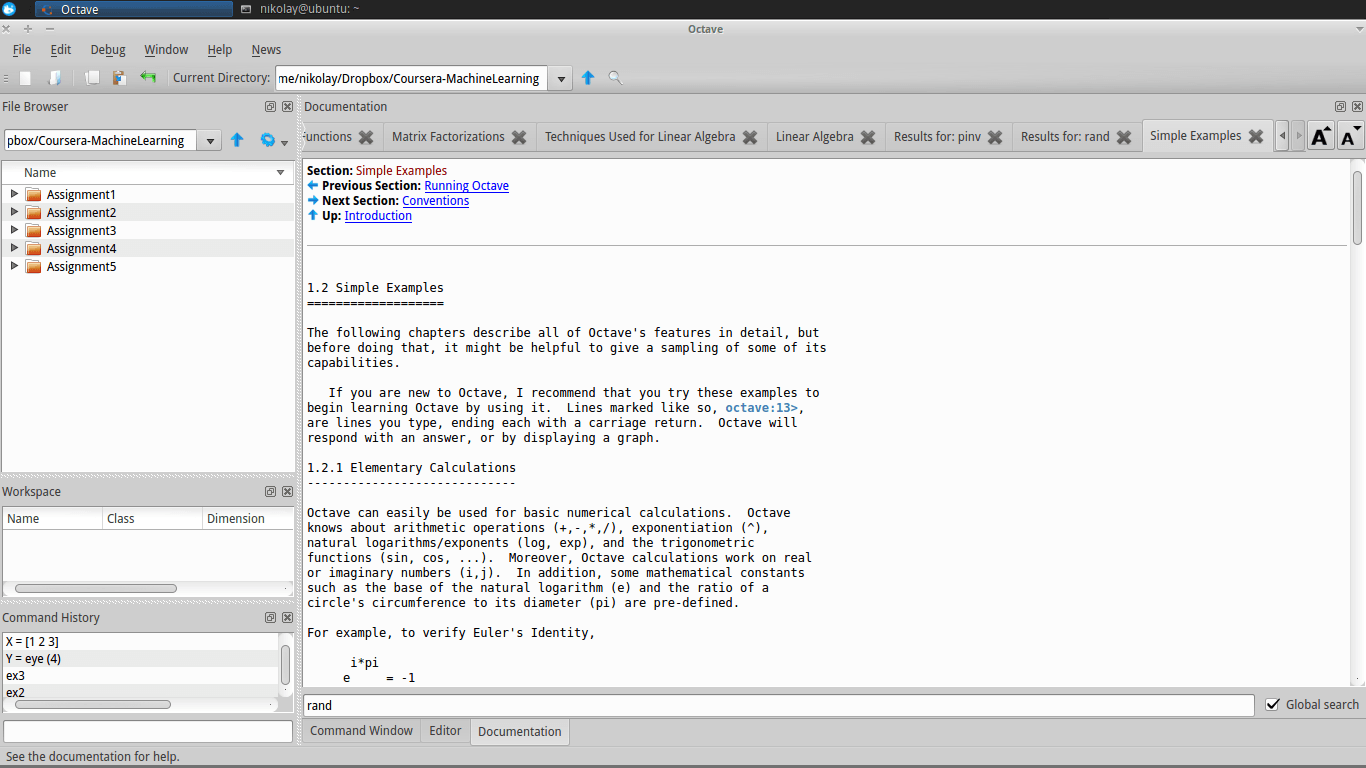 Octave
nikolay@ubuntu: ~
Octave
File Edit Debug Window Help News
Current Directory: me/nikolay/Dropbox/Coursera-MachineLearning
File Browser
pbox/Coursera-MachineLearning
Name
Assignment1
Assignment2
Assignment3
Assignment4
Assignment5
Workspace
Name Class Dimension
Command History
X = [1 2 3]
Y = eye (4)
ex3
ex2
Documentation
unctions Matrix Factorizations Techniques Used for Linear Algebra Linear Algebra Results for: pinv Results for: rand Simple Examples A A
Section: Simple Examples
Previous Section: Running Octave
Next Section: Conventions
Up: Introduction
1.2 Simple Examples
===================
The following chapters describe all of Octave's features in detail, but
before doing that, it might be helpful to give a sampling of some of its
capabilities.
If you are new to Octave, I recommend that you try these examples to
begin learning Octave by using it. Lines marked like so, octave:13>,
are lines you type, ending each with a carriage return. Octave will
respond with an answer, or by displaying a graph.
1.2.1 Elementary Calculations
-----------------------------
Octave can easily be used for basic numerical calculations. Octave
knows about arithmetic operations (+,-,*,/), exponentiation (^),
natural logarithms/exponents (log, exp), and the trigonometric
functions (sin, cos, ...). Moreover, Octave calculations work on real
or imaginary numbers (i,j). In addition, some mathematical constants
such as the base of the natural logarithm (e) and the ratio of a
circle's circumference to its diameter (pi) are pre-defined.
For example, to verify Euler's Identity,
i*pi
e = -1
rand
Global search
Command Window Editor Documentation
See the documentation for help.